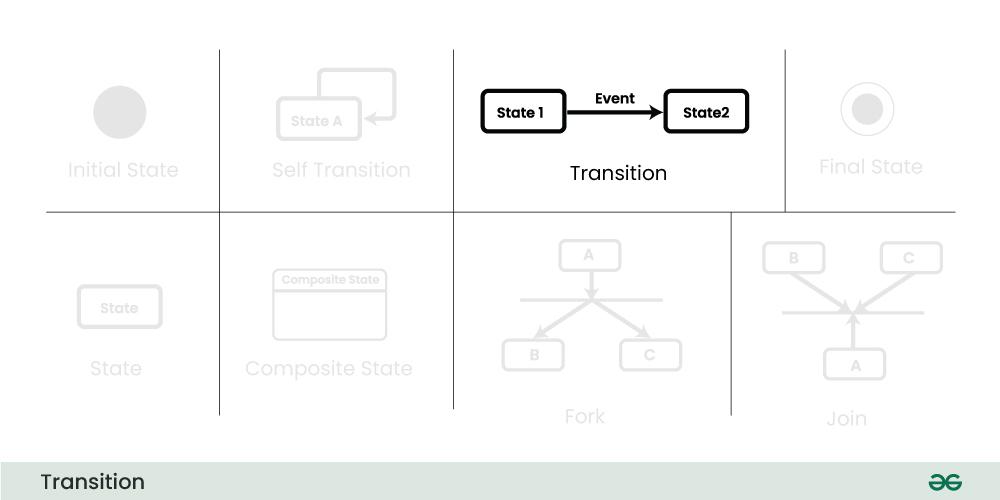 State A
Initial State
Self Transition
State 1
Event
State2
Transition
Final State
State
State
Composite State
Composite State
A
B
C
Fork
B
C
A
Join
Transition